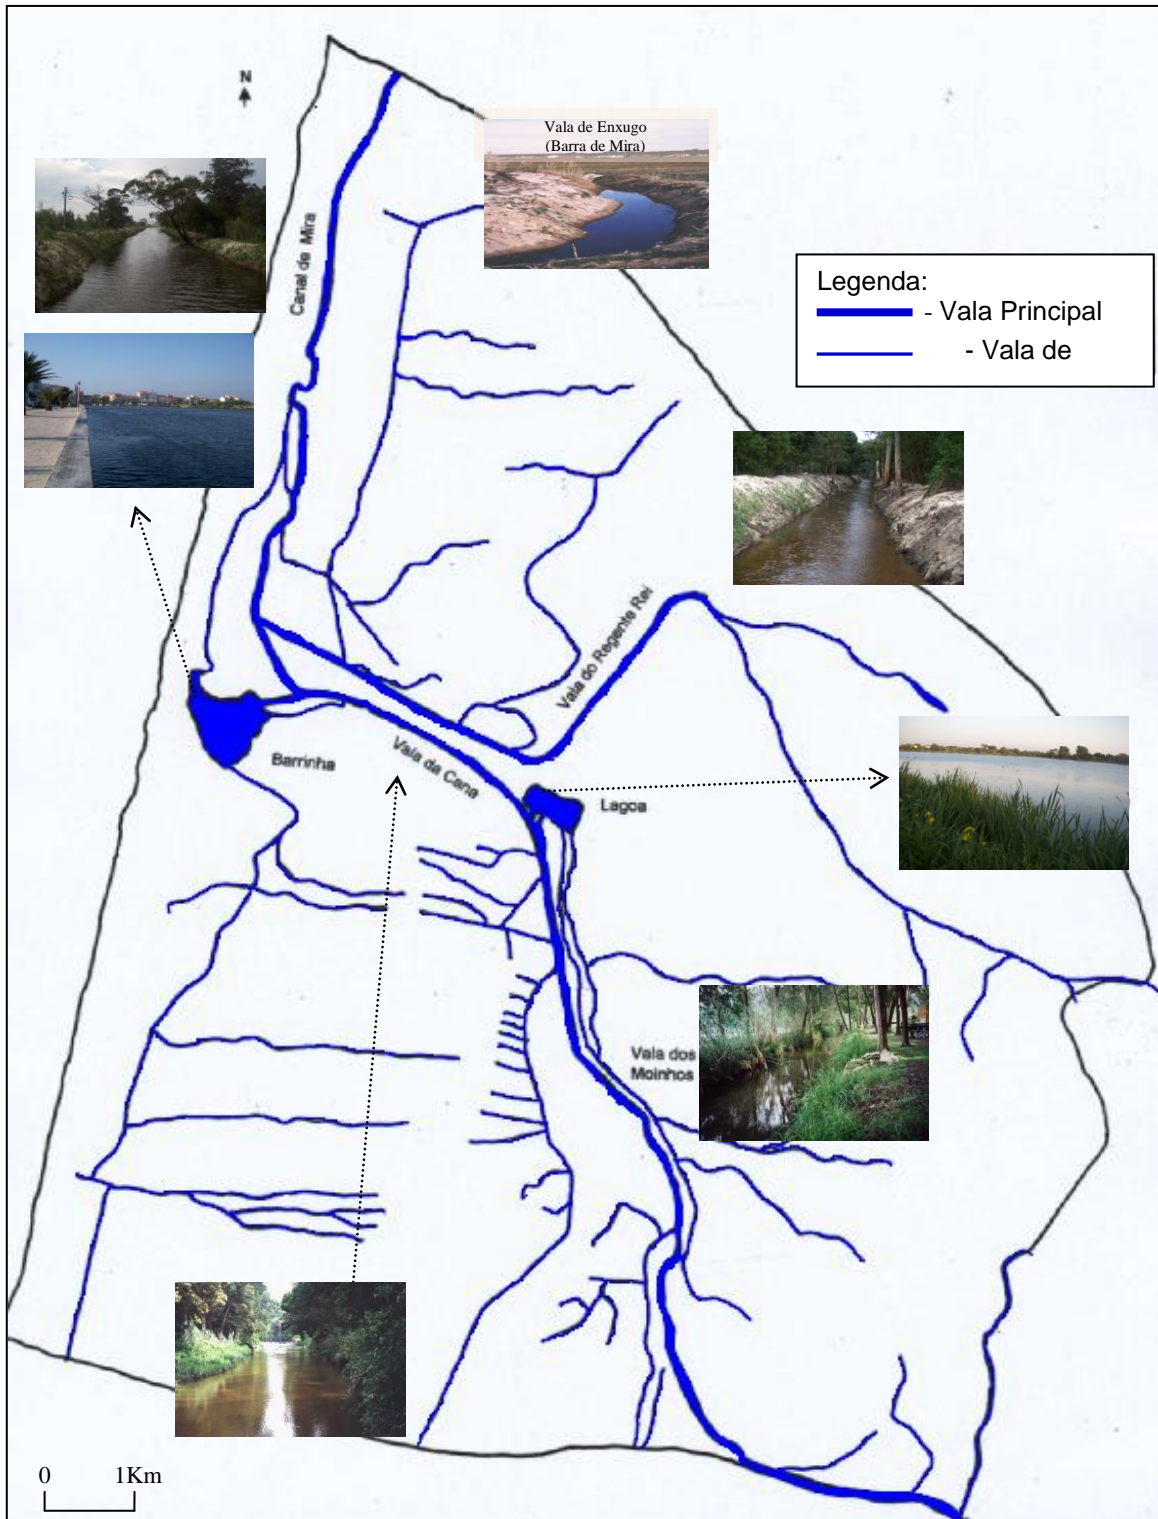 N
Vala de Enxugo
(Barra de Mira)
Canal de Mira
Legenda:
- Vala Principal
- Vala de
Vala do Regente Rei
Vala da Cana
Barrinha
Lagoa
Vala dos
Moinhos
0 1Km